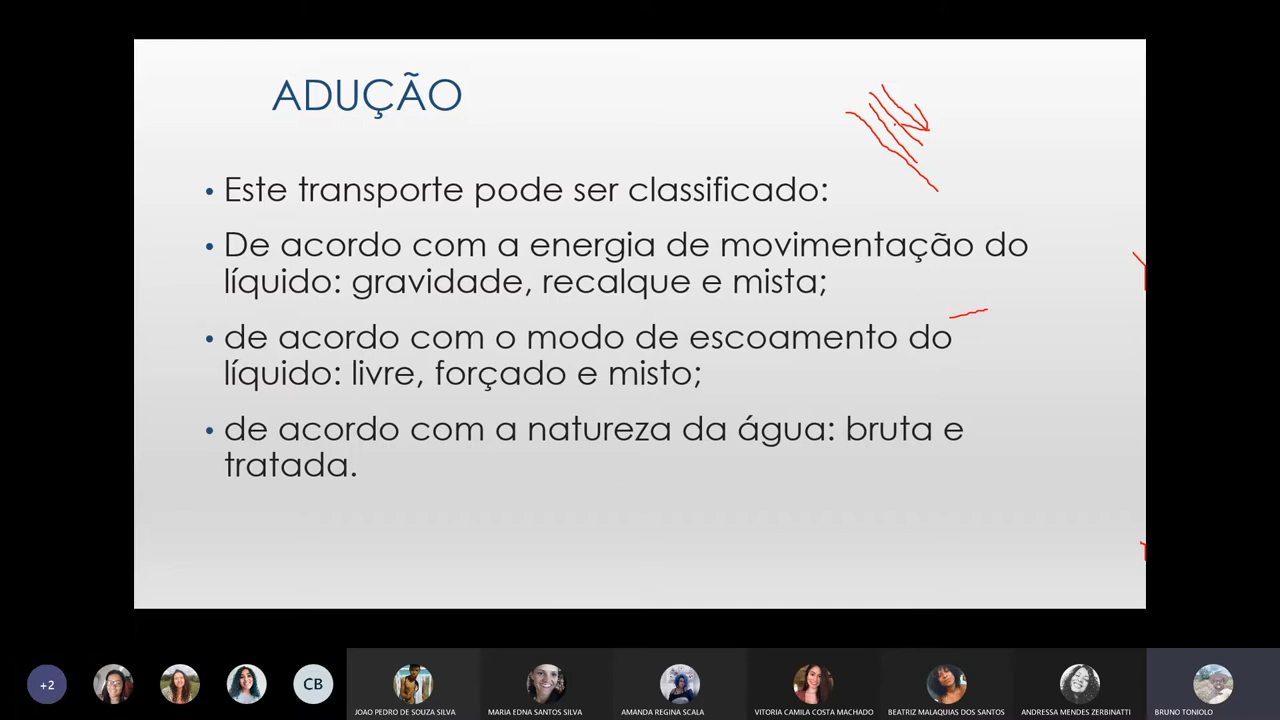 ADUÇÃO
• Este transporte pode ser classificado:
• De acordo com a energia de movimentação do
líquido: gravidade, recalque e mista;
• de acordo com o modo de escoamento do
líquido: livre, forçado e misto;
• de acordo com a natureza da água: bruta e
tratada.
+2
CB
JOAO PEDRO DE SOUZA SILVA
MARIA EDNA SANTOS SILVA
AMANDA REGINA SCALA
VITORIA CAMILA COSTA MACHADO
BEATRIZ MALAQUIAS DOS SANTOS
ANDRESSA MENDES ZERBINATTI
BRUNO TONIOLO